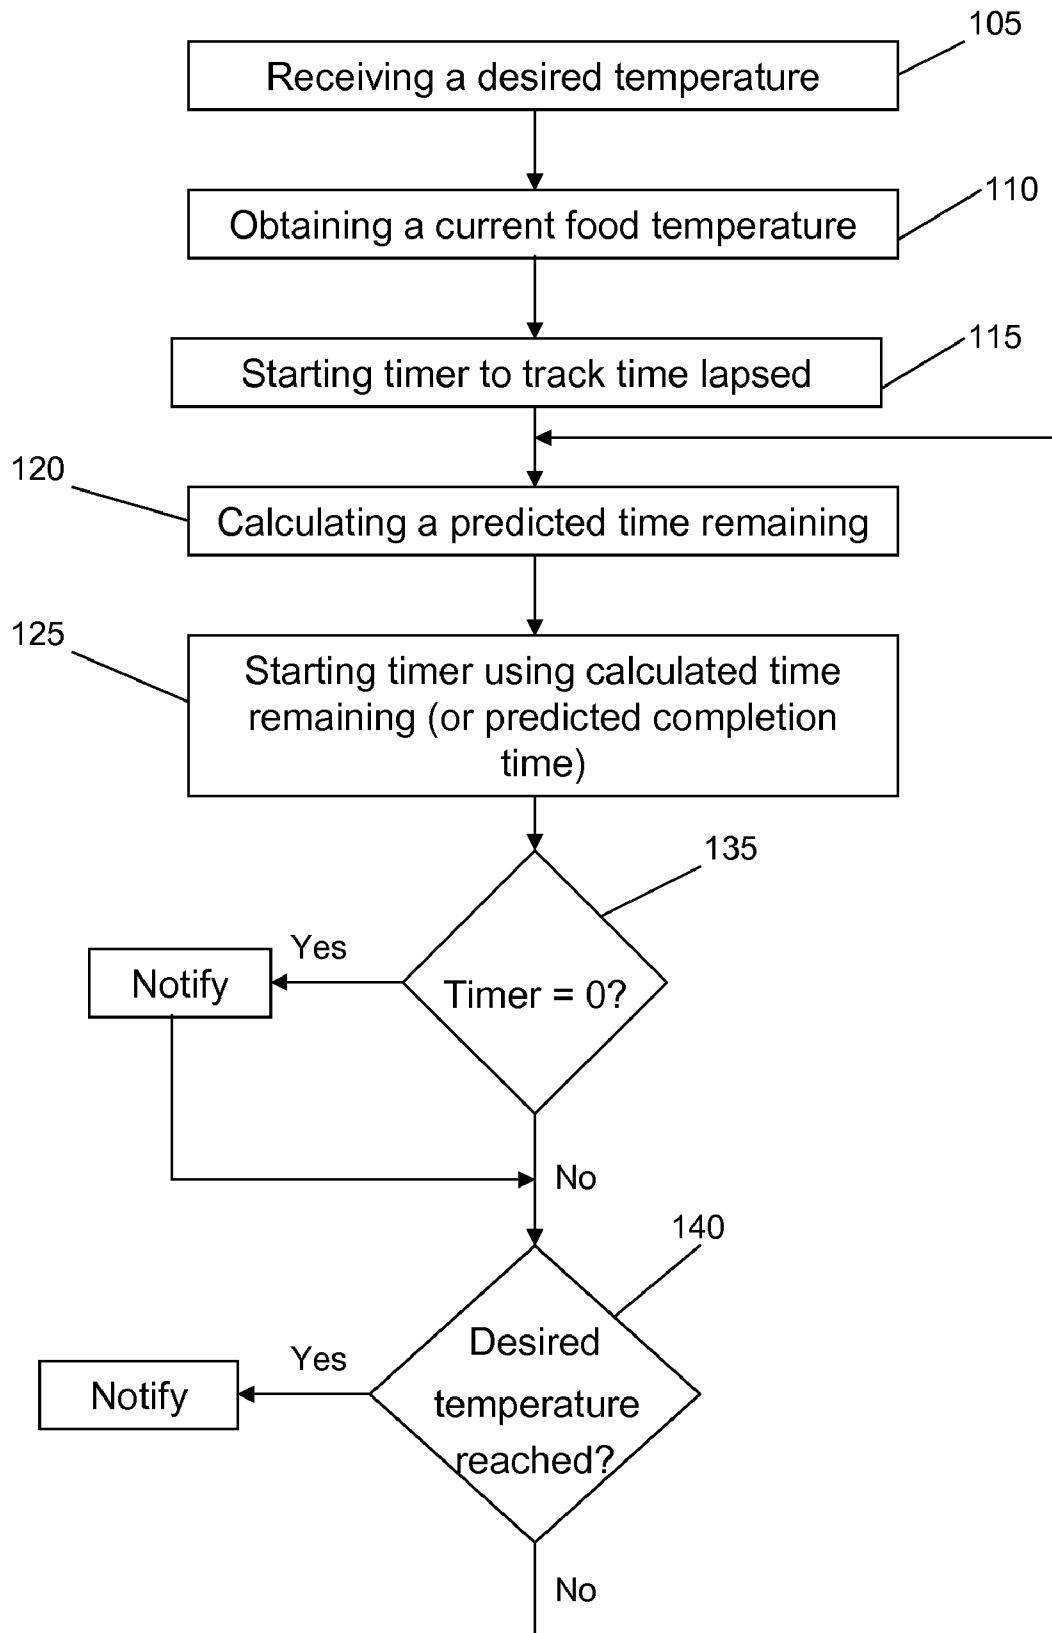 105
Receiving a desired temperature
110
Obtaining a current food temperature
115
Starting timer to track time lapsed
120
Calculating a predicted time remaining
125
Starting timer using calculated time
remaining (or predicted completion
time)
135
Yes
Notify
Timer = 0?
No
140
Desired
Yes
Notify
temperature
reached?
No